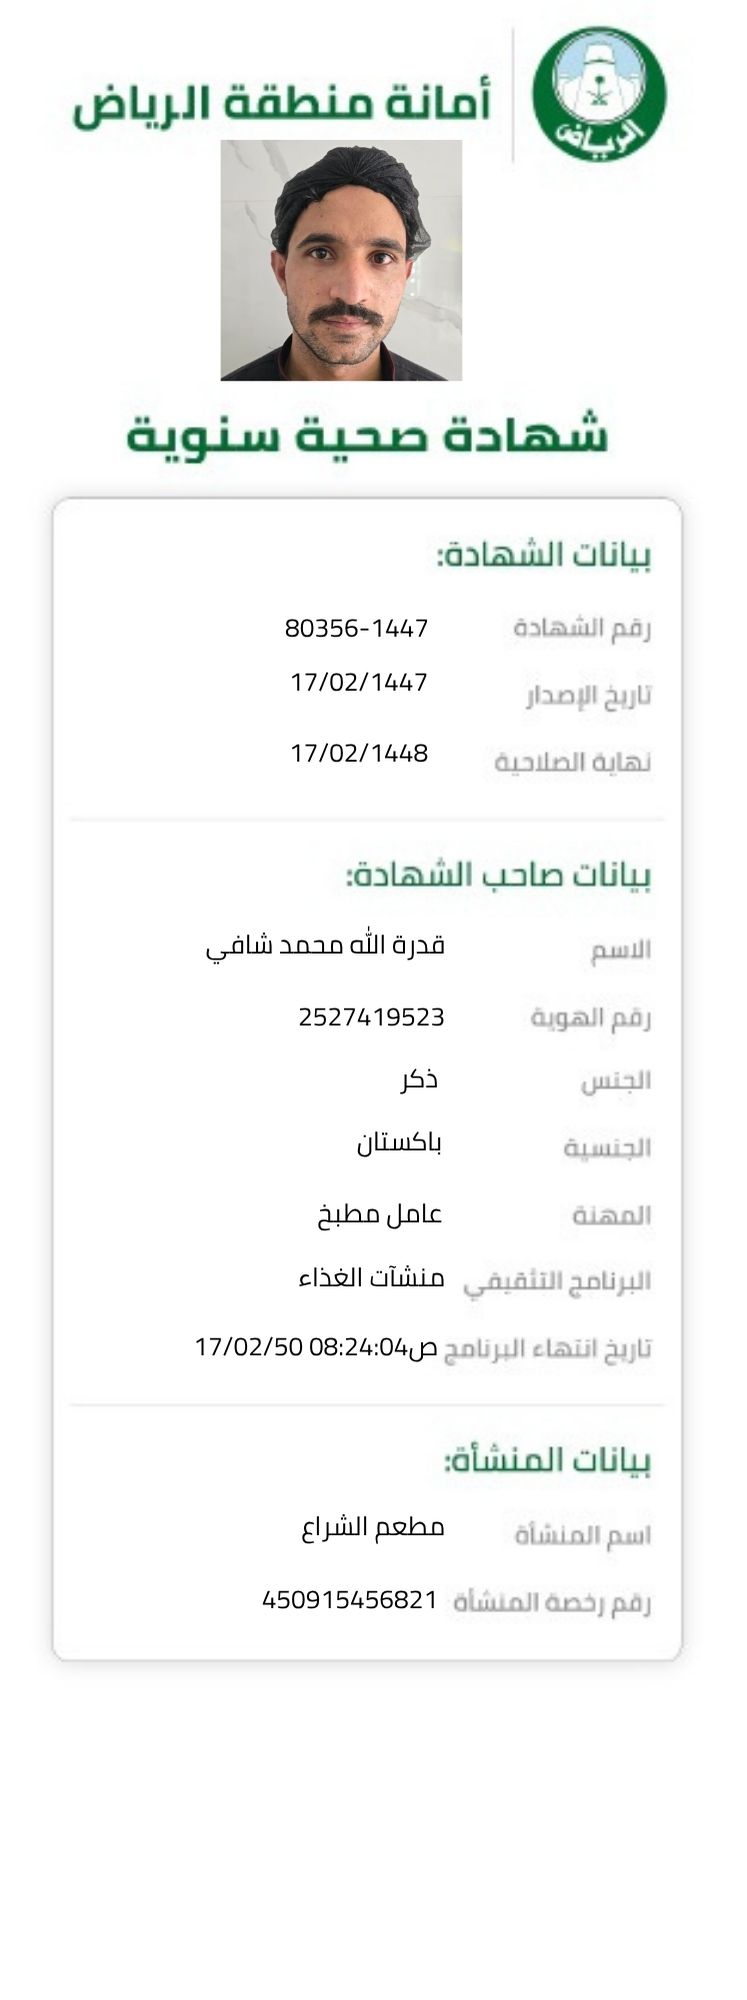 أمانة منطقة الرياض
الرياض
شهادة صحية سنوية
بيانات الشهادة:
رقم الشهادة 80356-1447
تاريخ الإصدار 17/02/1447
نهاية الصلاحية 17/02/1448
بيانات صاحب الشهادة:
الاسم قدرة الله محمد شافي
رقم الهوية 2527419523
الجنس ذكر
الجنسية باكستان
المهنة عامل مطبخ
البرنامج التثقيفي منشآت الغذاء
تاريخ انتهاء البرنامج 17/02/50 08:24:04ص
بيانات المنشأة:
اسم المنشأة مطعم الشراع
رقم رخصة المنشأة 450915456821